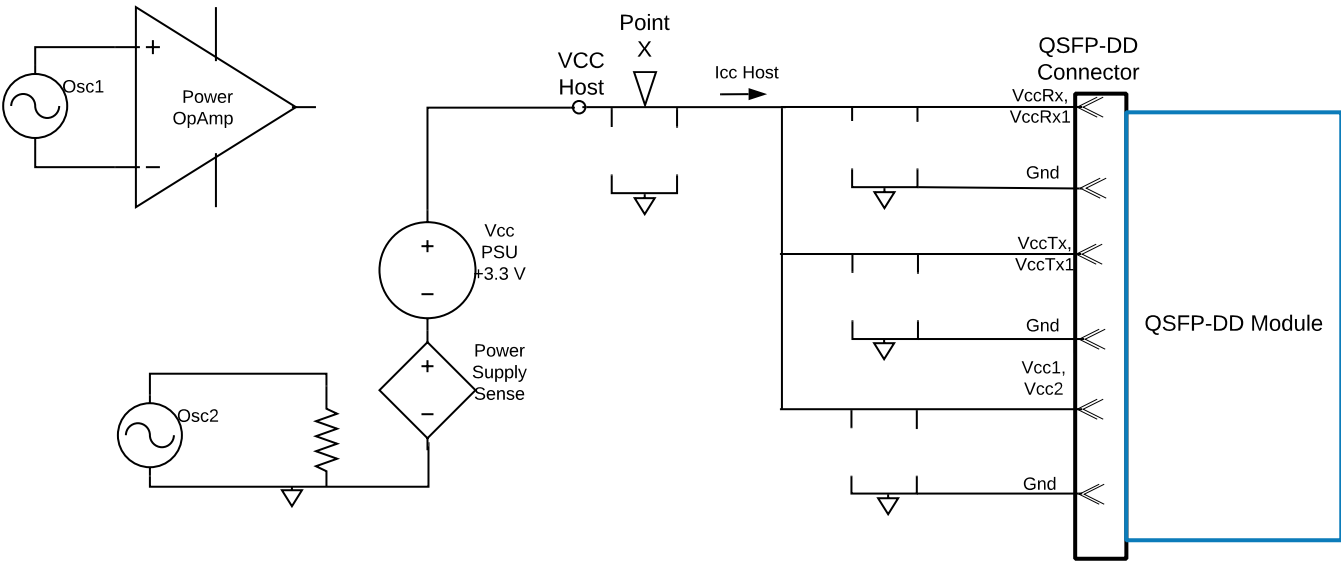 Osc1
+
−
Power
OpAmp
Point
X
VCC
Host
Icc Host
QSFP-DD
Connector
VccRx,
VccRx1
Gnd
VccTx,
VccTx1
Gnd
Vcc1,
Vcc2
Gnd
QSFP-DD Module
+
−
Vcc
PSU
+3.3 V
+
−
Power
Supply
Sense
Osc2